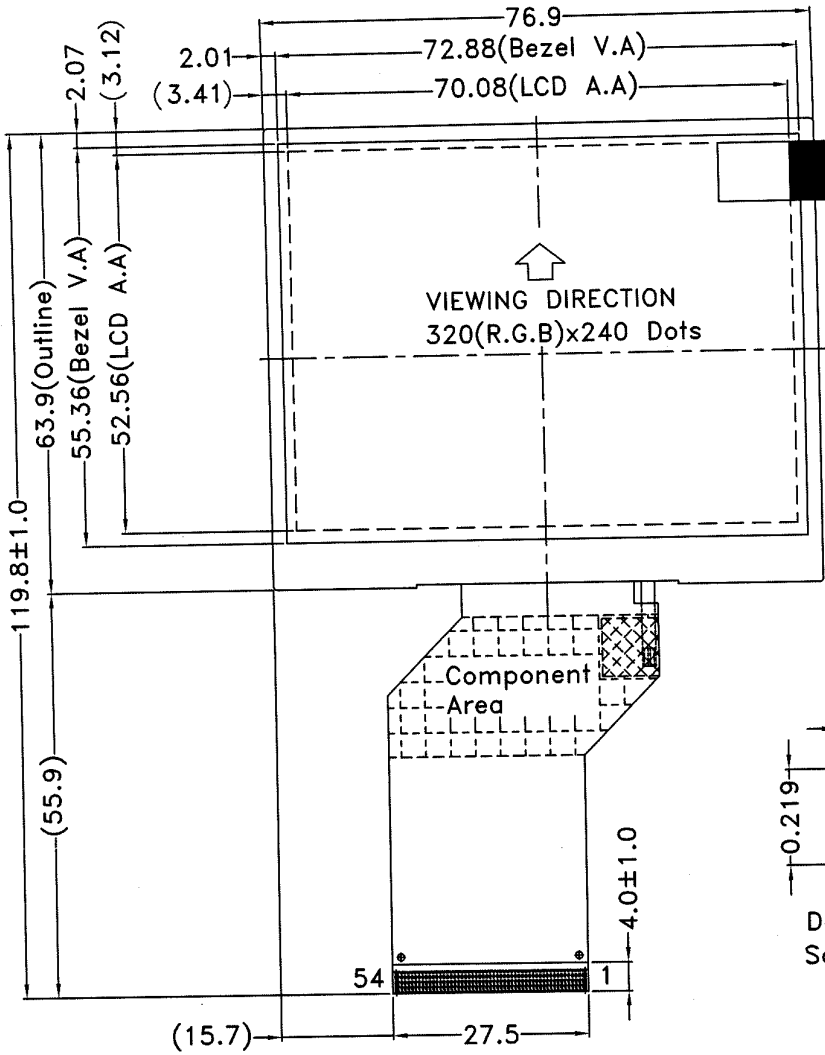 76.9
2.01
72.88(Bezel V.A)
(3.41)
70.08(LCD A.A)
2.07
(3.12)
VIEWING DIRECTION
320(R.G.B)x240 Dots
63.9(Outline)
55.36(Bezel V.A)
52.56(LCD A.A)
119.8±1.0
Component
Area
(55.9)
0.219
4.0±1.0
54
1
(15.7)
27.5